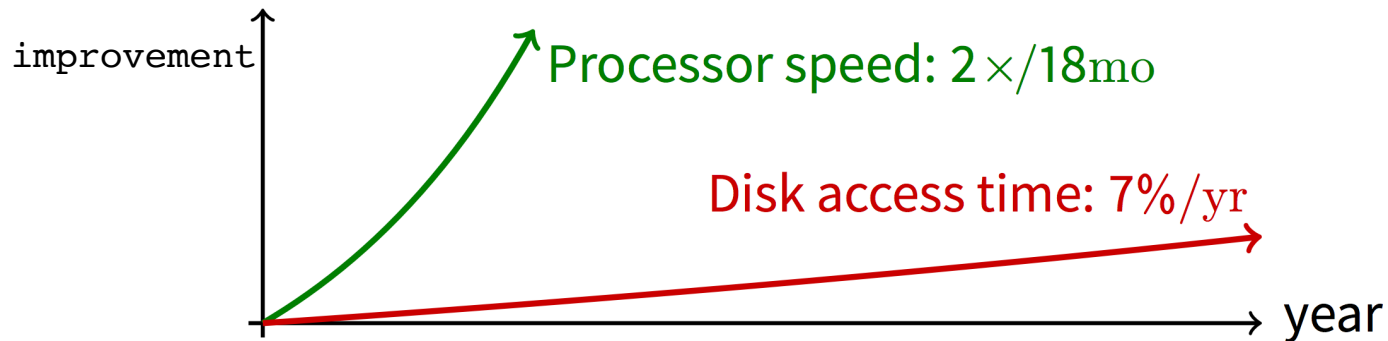 improvement
Processor speed: 2×/18mo
Disk access time: 7%/yr
year